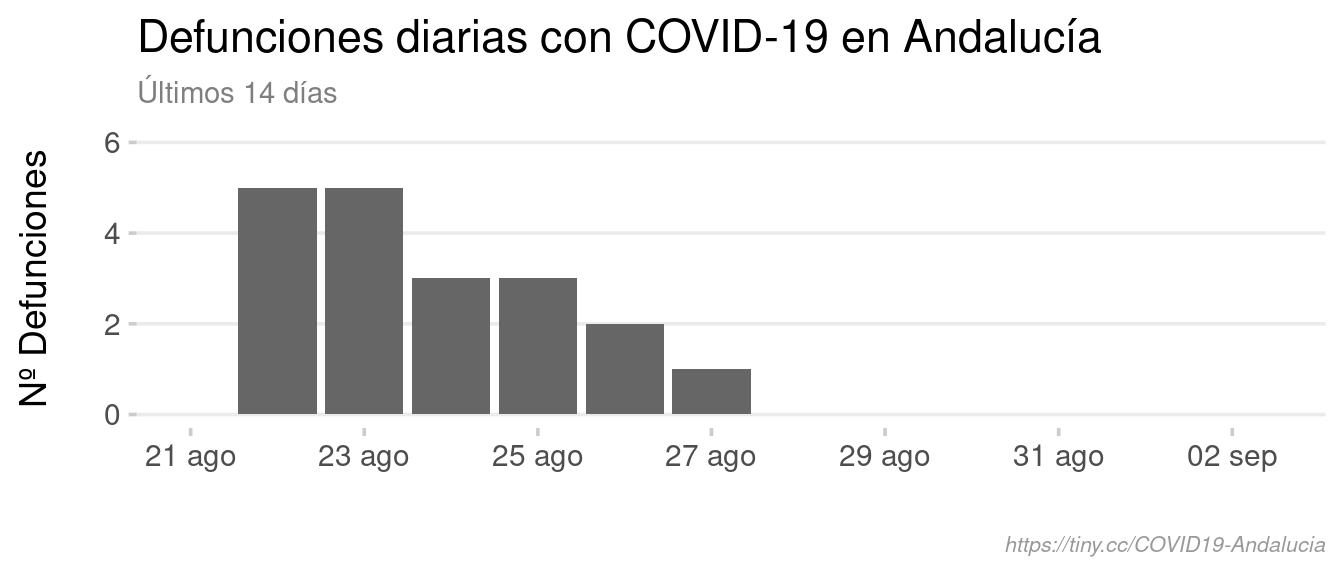 Defunciones diarias con COVID-19 en Andalucía
Últimos 14 días
Nº Defunciones
6
4
2
0
21 ago 23 ago 25 ago 27 ago 29 ago 31 ago 02 sep
https://tiny.cc/COVID19-Andalucia